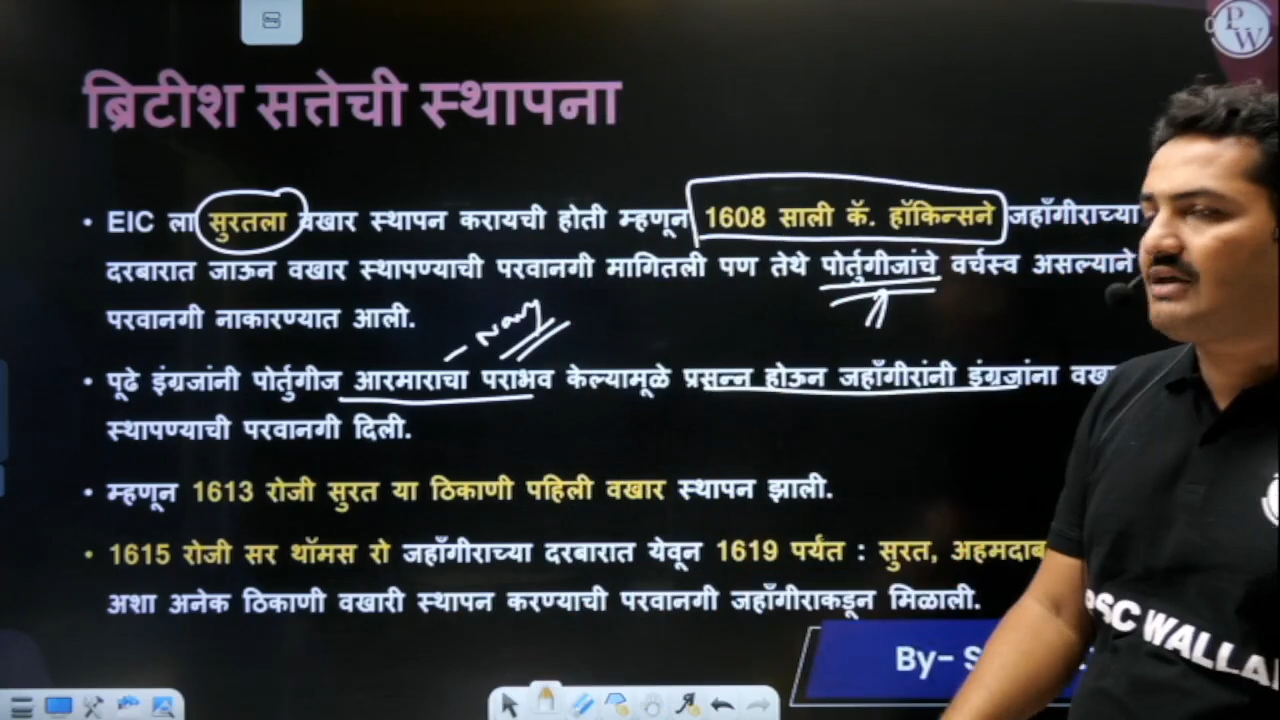 PW
ब्रिटीश सत्तेची स्थापना
• EIC ला सुरतला वखार स्थापन करायची होती म्हणून 1608 साली कॅ. हॉकिन्सने जहाँगीराच्या
दरबारात जाऊन वखार स्थापण्याची परवानगी मागितली पण तेथे पोर्तुगीजांचे वर्चस्व असल्याने
परवानगी नाकारण्यात आली.
Navy
• पूढे इंग्रजांनी पोर्तुगीज आरमाराचा पराभव केल्यामूळे प्रसन्न होऊन जहाँगीरांनी इंग्रजांना
स्थापण्याची परवानगी दिली.
• म्हणून 1613 रोजी सुरत या ठिकाणी पहिली वखार स्थापन झाली.
• 1615 रोजी सर थॉमस रो जहाँगीराच्या दरबारात येवून 1619 पर्यंत : सुरत,
अशा अनेक ठिकाणी वखारी स्थापन करण्याची परवानगी जहाँगीराकडून मिळाली.
By-
PSC WALLA